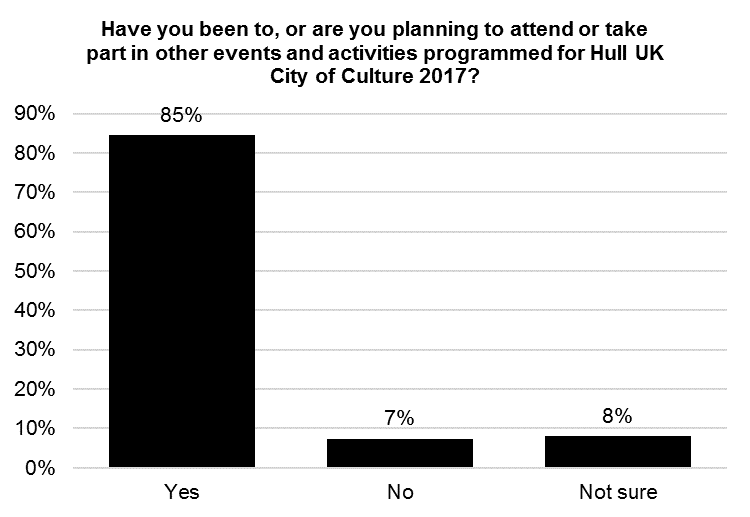 Have you been to, or are you planning to attend or take
part in other events and activities programmed for Hull UK
City of Culture 2017?
90%
80%
70%
60%
50%
40%
30%
20%
10%
0%
85%
7%
8%
Yes
No
Not sure